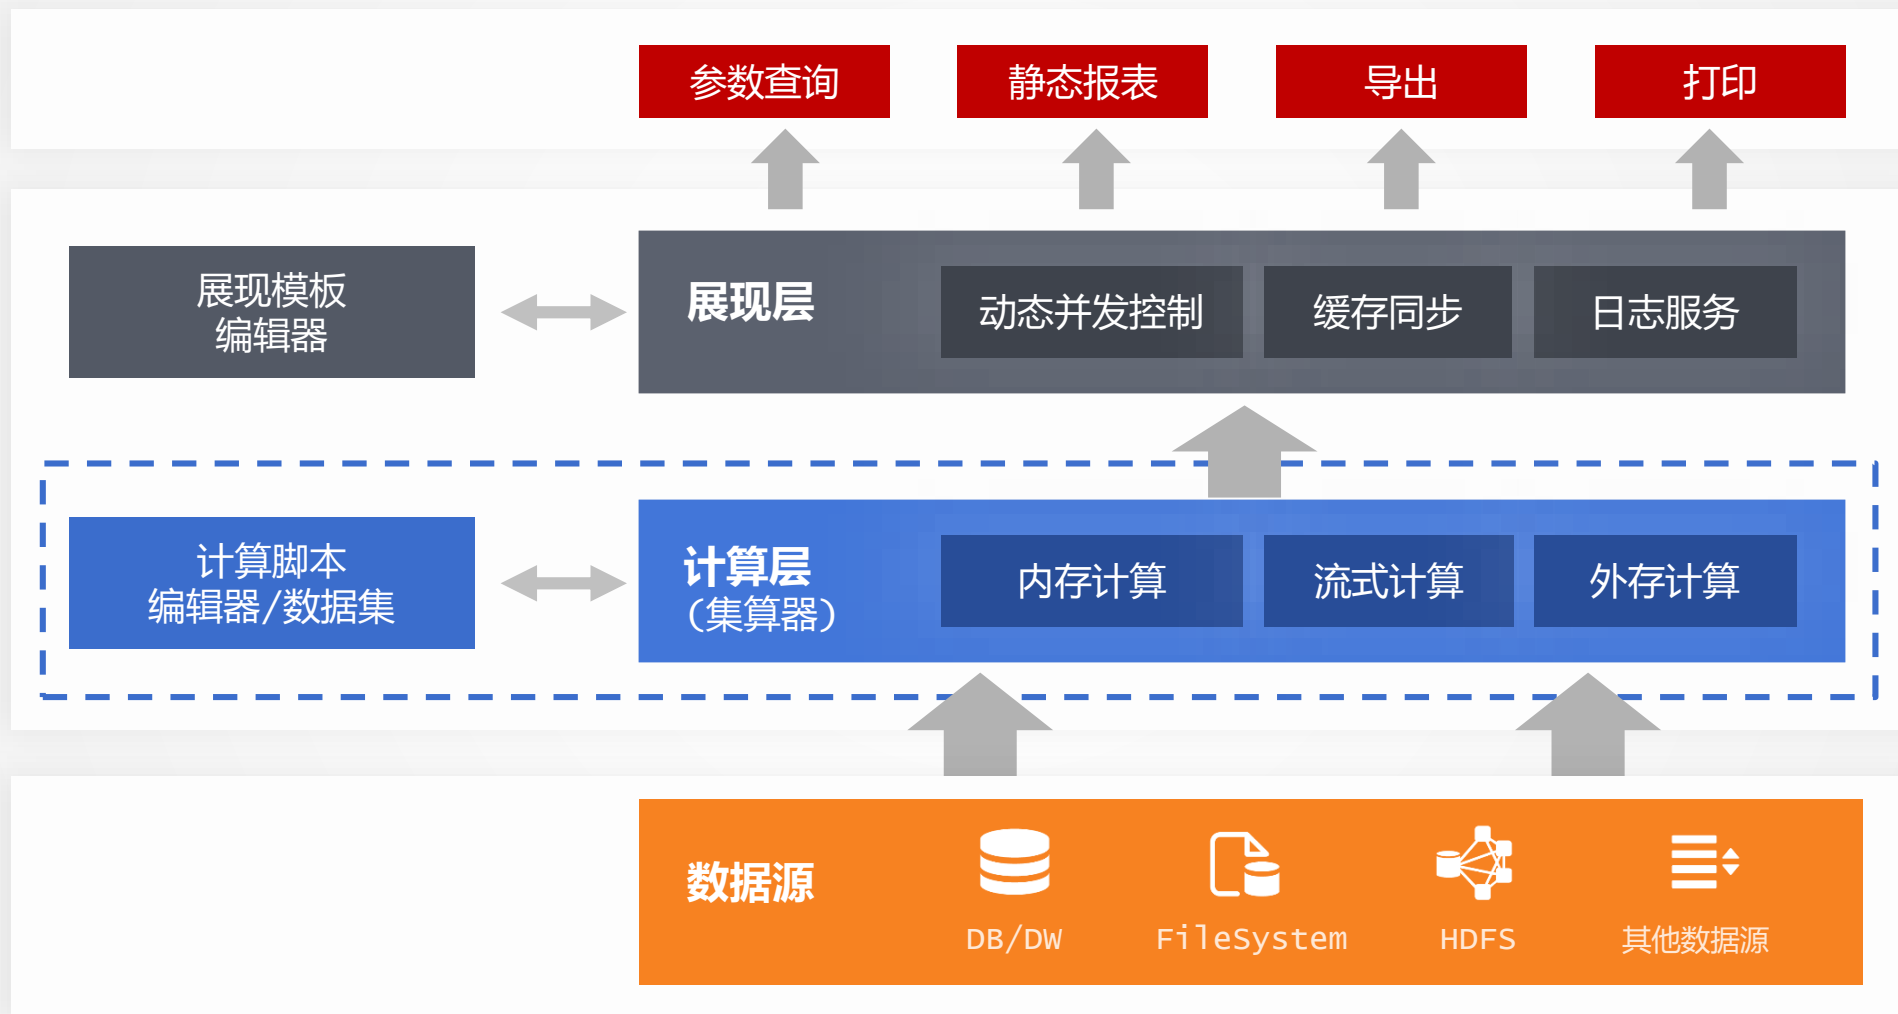 参数查询
静态报表
导出
打印
展现模板
编辑器
展现层
动态并发控制
缓存同步
日志服务
计算脚本
编辑器/数据集
计算层
（集算器）
内存计算
流式计算
外存计算
数据源
DB/DW
FileSystem
HDFS
其他数据源